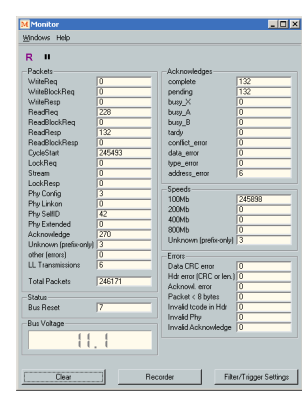 Monitor
Windows Help
R
Packets
WriteReq 0
WriteBlockReq 0
WriteResp 0
ReadReq 228
ReadBlockReq 0
ReadResp 132
ReadBlockResp 0
CycleStart 245493
LockReq 0
Stream 0
LockResp 0
Phy Config 3
Phy Linkon 0
Phy SelfID 42
Phy Extended 0
Acknowledge 270
Unknown (prefix-only) 3
other (errors) 0
LL Transmissions 6
Total Packets 246171
Status
Bus Reset 7
Bus Voltage
11.1
Acknowledges
complete 132
pending 132
busy_X 0
busy_A 0
busy_B 0
tardy 0
conflict_error 0
data_error 0
type_error 0
address_error 6
Speeds
100Mb 245898
200Mb 0
400Mb 0
800Mb 0
Unknown (prefix-only) 3
Errors
Data CRC error 0
Hdr error (CRC or len.) 0
Acknowl. error 0
Packet < 8 bytes 0
Invalid tcode in Hdr 0
Invalid Phy 0
Invalid Acknowledge 0
Clear
Recorder
Filter/Trigger Settings